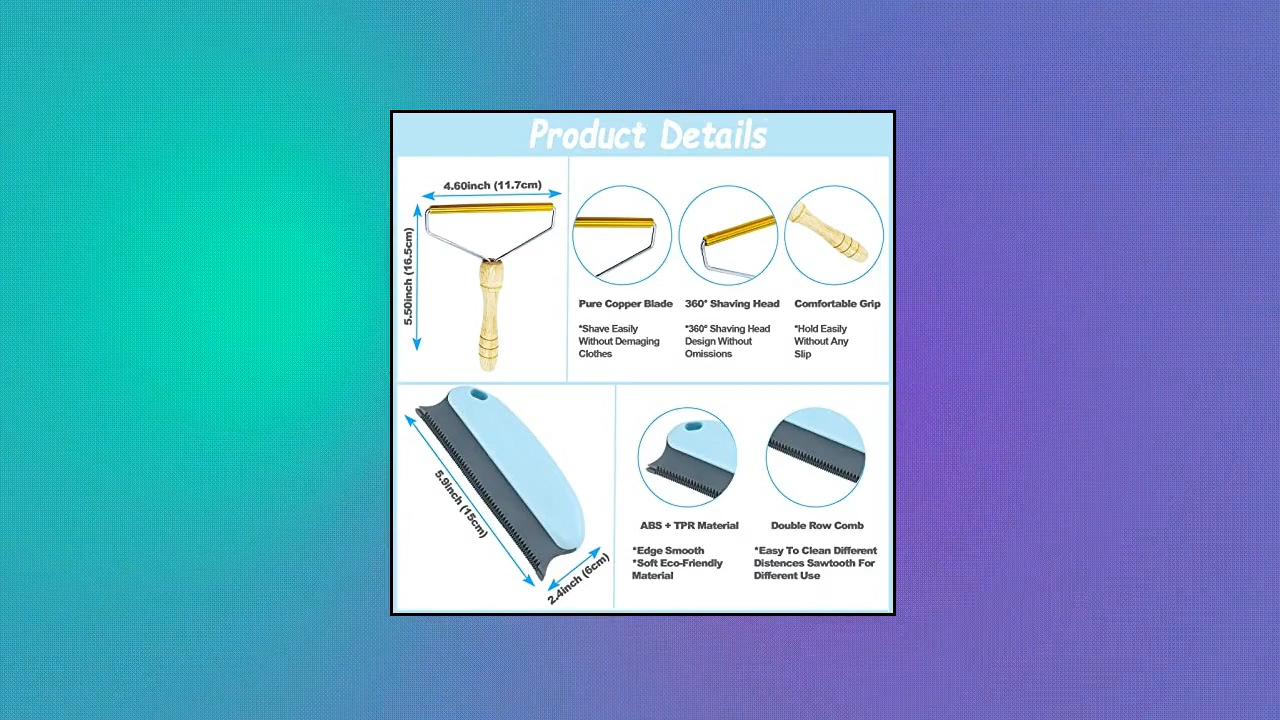 Product Details
4.60inch (11.7cm)
5.50inch (16.5cm)
Pure Copper Blade
*Shave Easily
Without Demaging
Clothes
360° Shaving Head
*360° Shaving Head
Design Without
Omissions
Comfortable Grip
*Hold Easily
Without Any
Slip
5.9inch (15cm)
2.4inch (6cm)
ABS + TPR Material
*Edge Smooth
*Soft Eco-Friendly
Material
Double Row Comb
*Easy To Clean Different
Distences Sawtooth For
Different Use